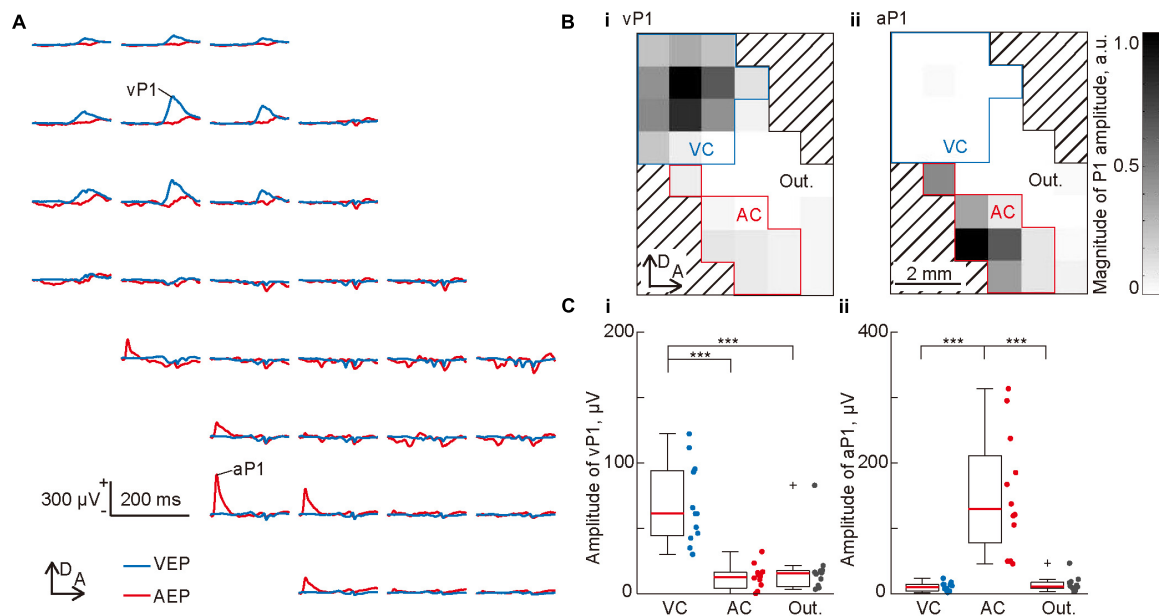 A
vP1
aP1
300 µV
+
-
200 ms
D
A
VEP
AEP
B
i
vP1
VC
Out.
AC
D
A
ii
aP1
VC
Out.
AC
2 mm
1.0
0.5
0
Magnitude of P1 amplitude, a.u.
C
i
200
100
0
Amplitude of vP1, µV
***
***
+
VC
AC
Out.
ii
400
200
0
Amplitude of aP1, µV
***
***
+
VC
AC
Out.